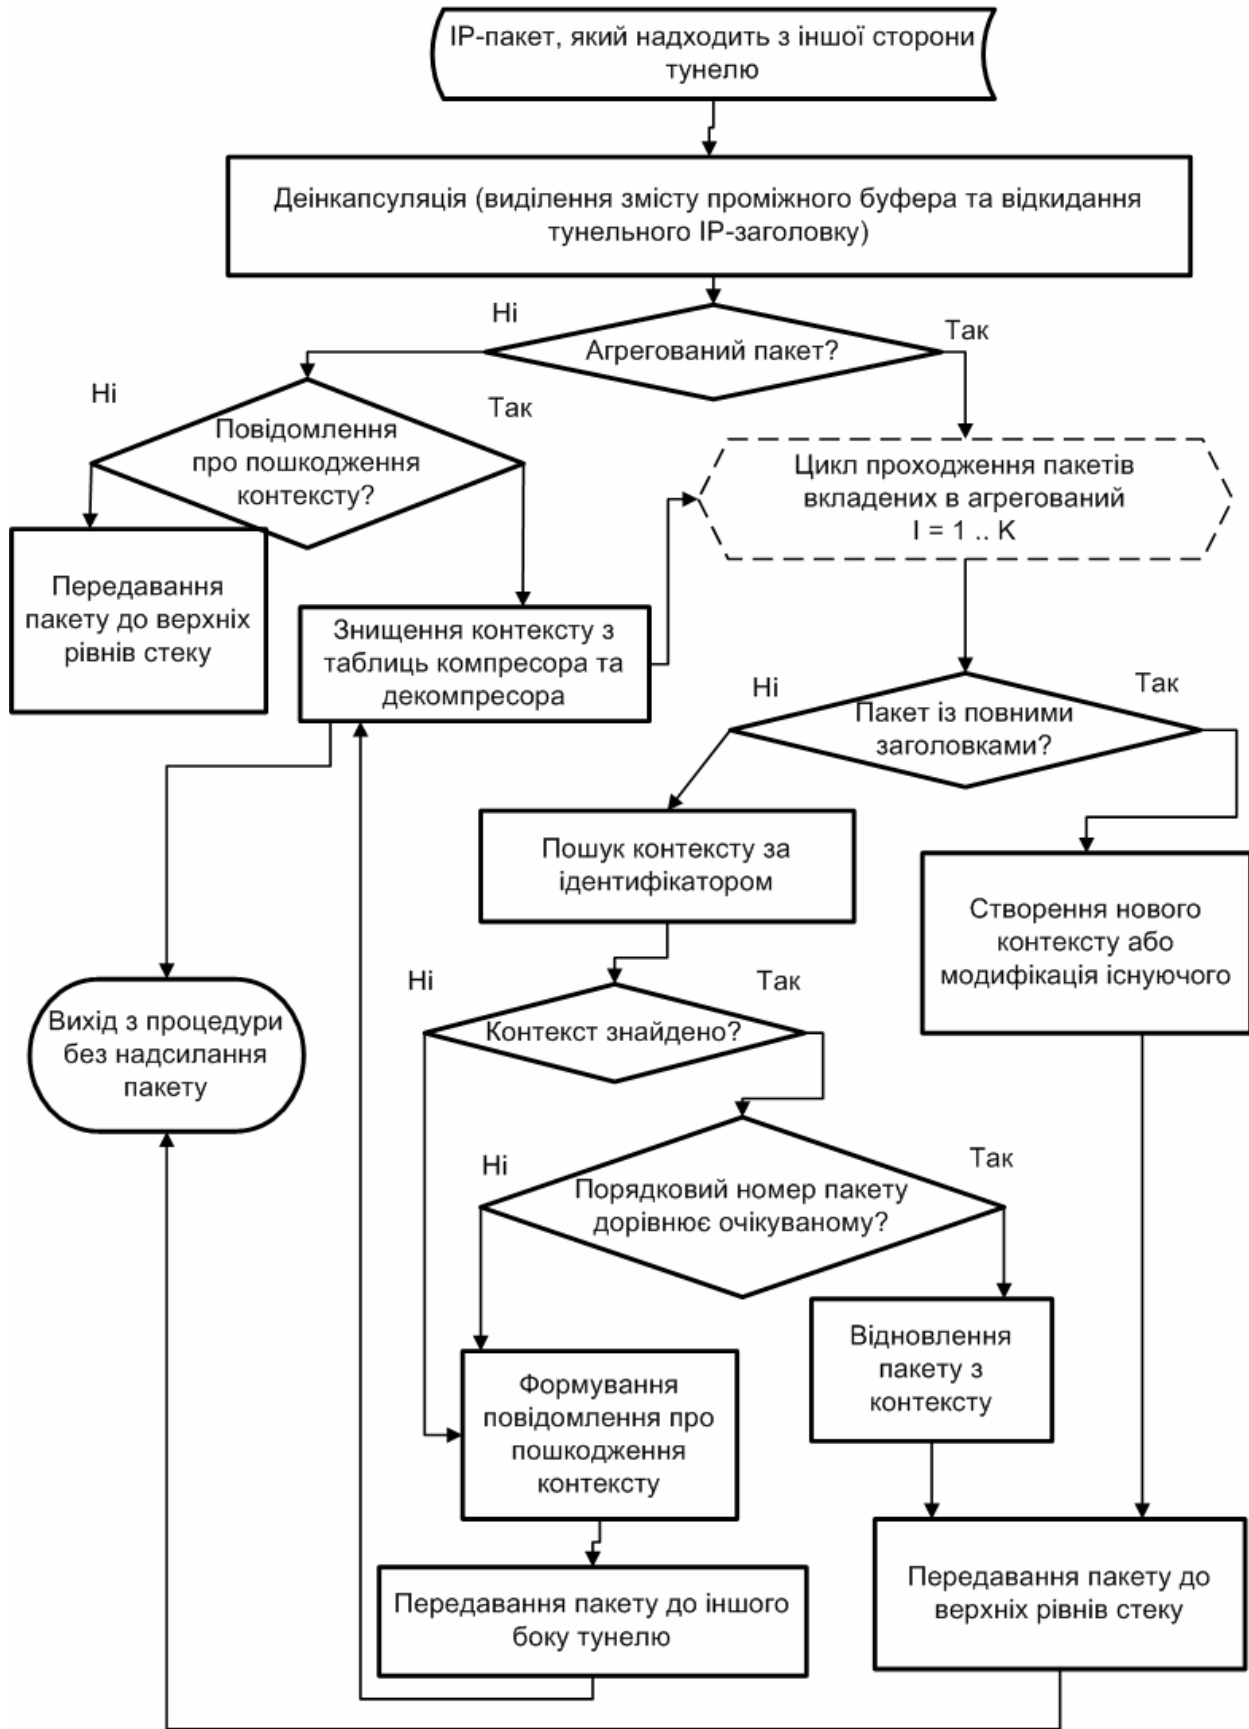 IP-пакет, який надходить з іншої сторони
тунелю
Деінкапсуляція (виділення змісту проміжного буфера та відкидання
тунельного IP-заголовку)
Ні
Так
Агрегований пакет?
Ні
Так
Повідомлення
про пошкодження
контексту?
Цикл проходження пакетів
вкладених в агрегований
I = 1 .. K
Передавання
пакету до верхніх
рівнів стеку
Знищення контексту з
таблиць компресора та
декомпресора
Ні
Так
Пакет із повними
заголовками?
Пошук контексту за
ідентифікатором
Створення нового
контексту або
модифікація існуючого
Ні
Так
Контекст знайдено?
Вихід з процедури
без надсилання
пакету
Ні
Так
Порядковий номер пакету
дорівнює очікуваному?
Відновлення
пакету з
контексту
Формування
повідомлення про
пошкодження
контексту
Передавання пакету до іншого
боку тунелю
Передавання пакету до
верхніх рівнів стеку